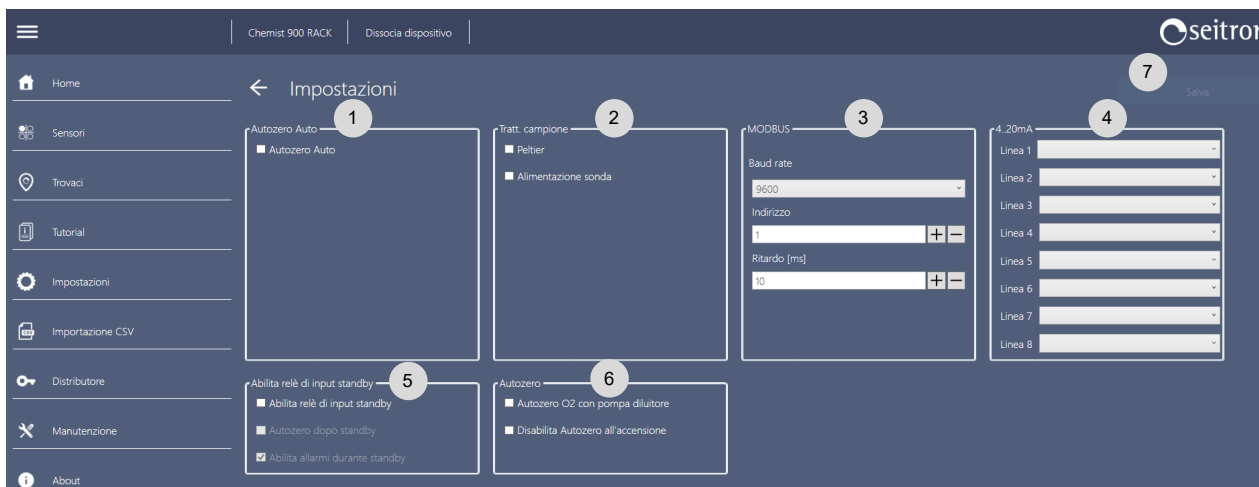 Chemist 900 RACK
Dissocia dispositivo
seitron
Home
Sensori
Trovaci
Tutorial
Impostazioni
Importazione CSV
Distributore
Manutenzione
About
Impostazioni
7
Salva
Autozero Auto
1
Autozero Auto
Tratt. campione
2
Peltier
Alimentazione sonda
MODBUS
3
Baud rate
9600
Indirizzo
1
Ritardo [ms]
10
4..20mA
4
Linea 1
Linea 2
Linea 3
Linea 4
Linea 5
Linea 6
Linea 7
Linea 8
Abilita relè di input standby
5
Abilita relè di input standby
Autozero dopo standby
Abilita allarmi durante standby
Autozero
6
Autozero O2 con pompa diluitore
Disabilita Autozero all'accensione